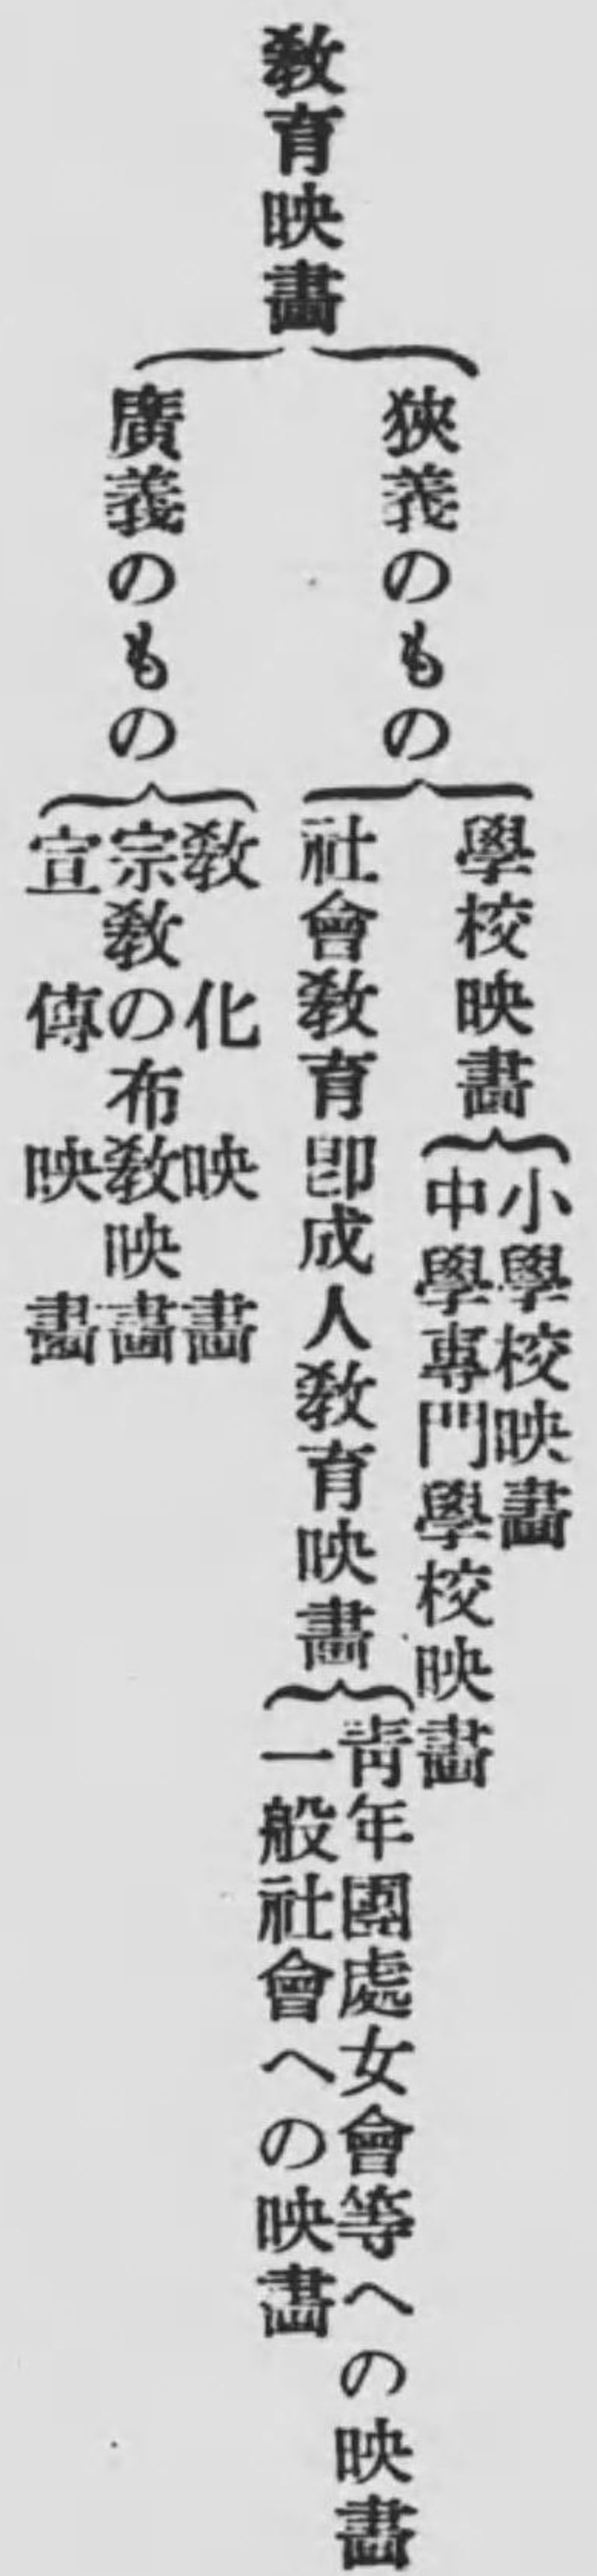 教育映畫
狹義のもの
學校映畫
小學校映畫
中學專門學校映畫
社會教育卽成人教育映畫
靑年團處女會等への映畫
一般社會への映畫
廣義のもの
教化映畫
宗教の布教映畫
宣傳映畫